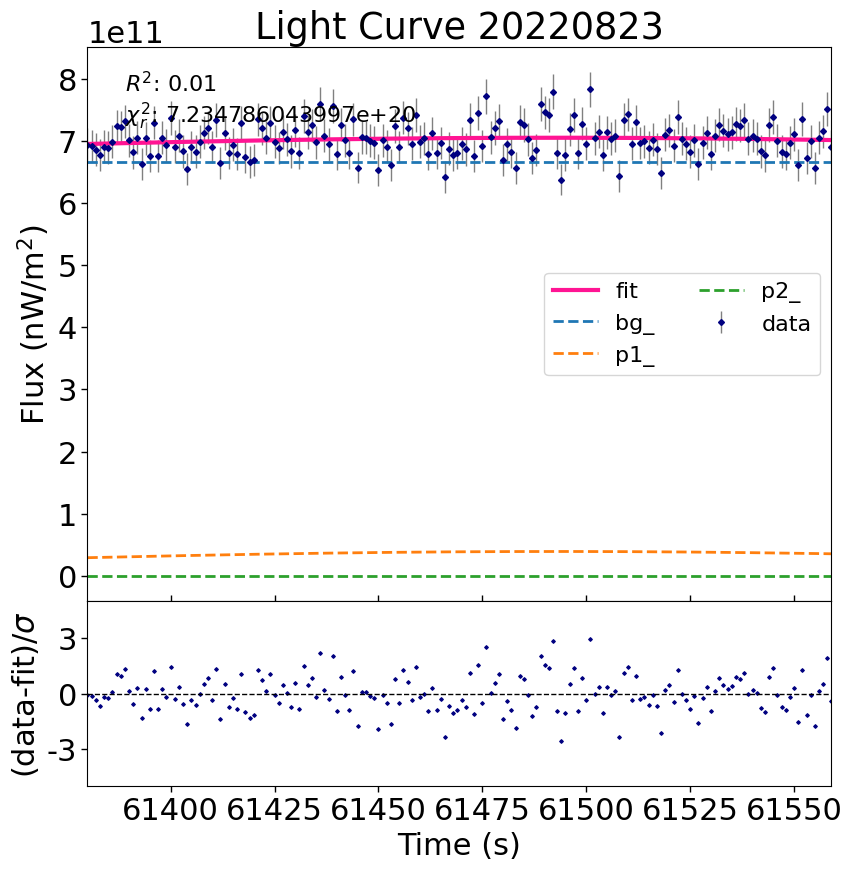 Light Curve 20220823
1e11
R²: 0.01
χ²ᵣ: 7.234786043997e+20
8
7
6
5
4
3
2
1
0
Flux (nW/m²)
fit
bg_
p1_
p2_
data
3
0
-3
(data-fit)/σ
61400 61425 61450 61475 61500 61525 61550
Time (s)